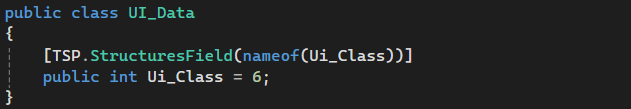 public class UI_Data
{
[TSP.StructuresField(nameof(Ui_Class))]
public int Ui_Class = 6;
}